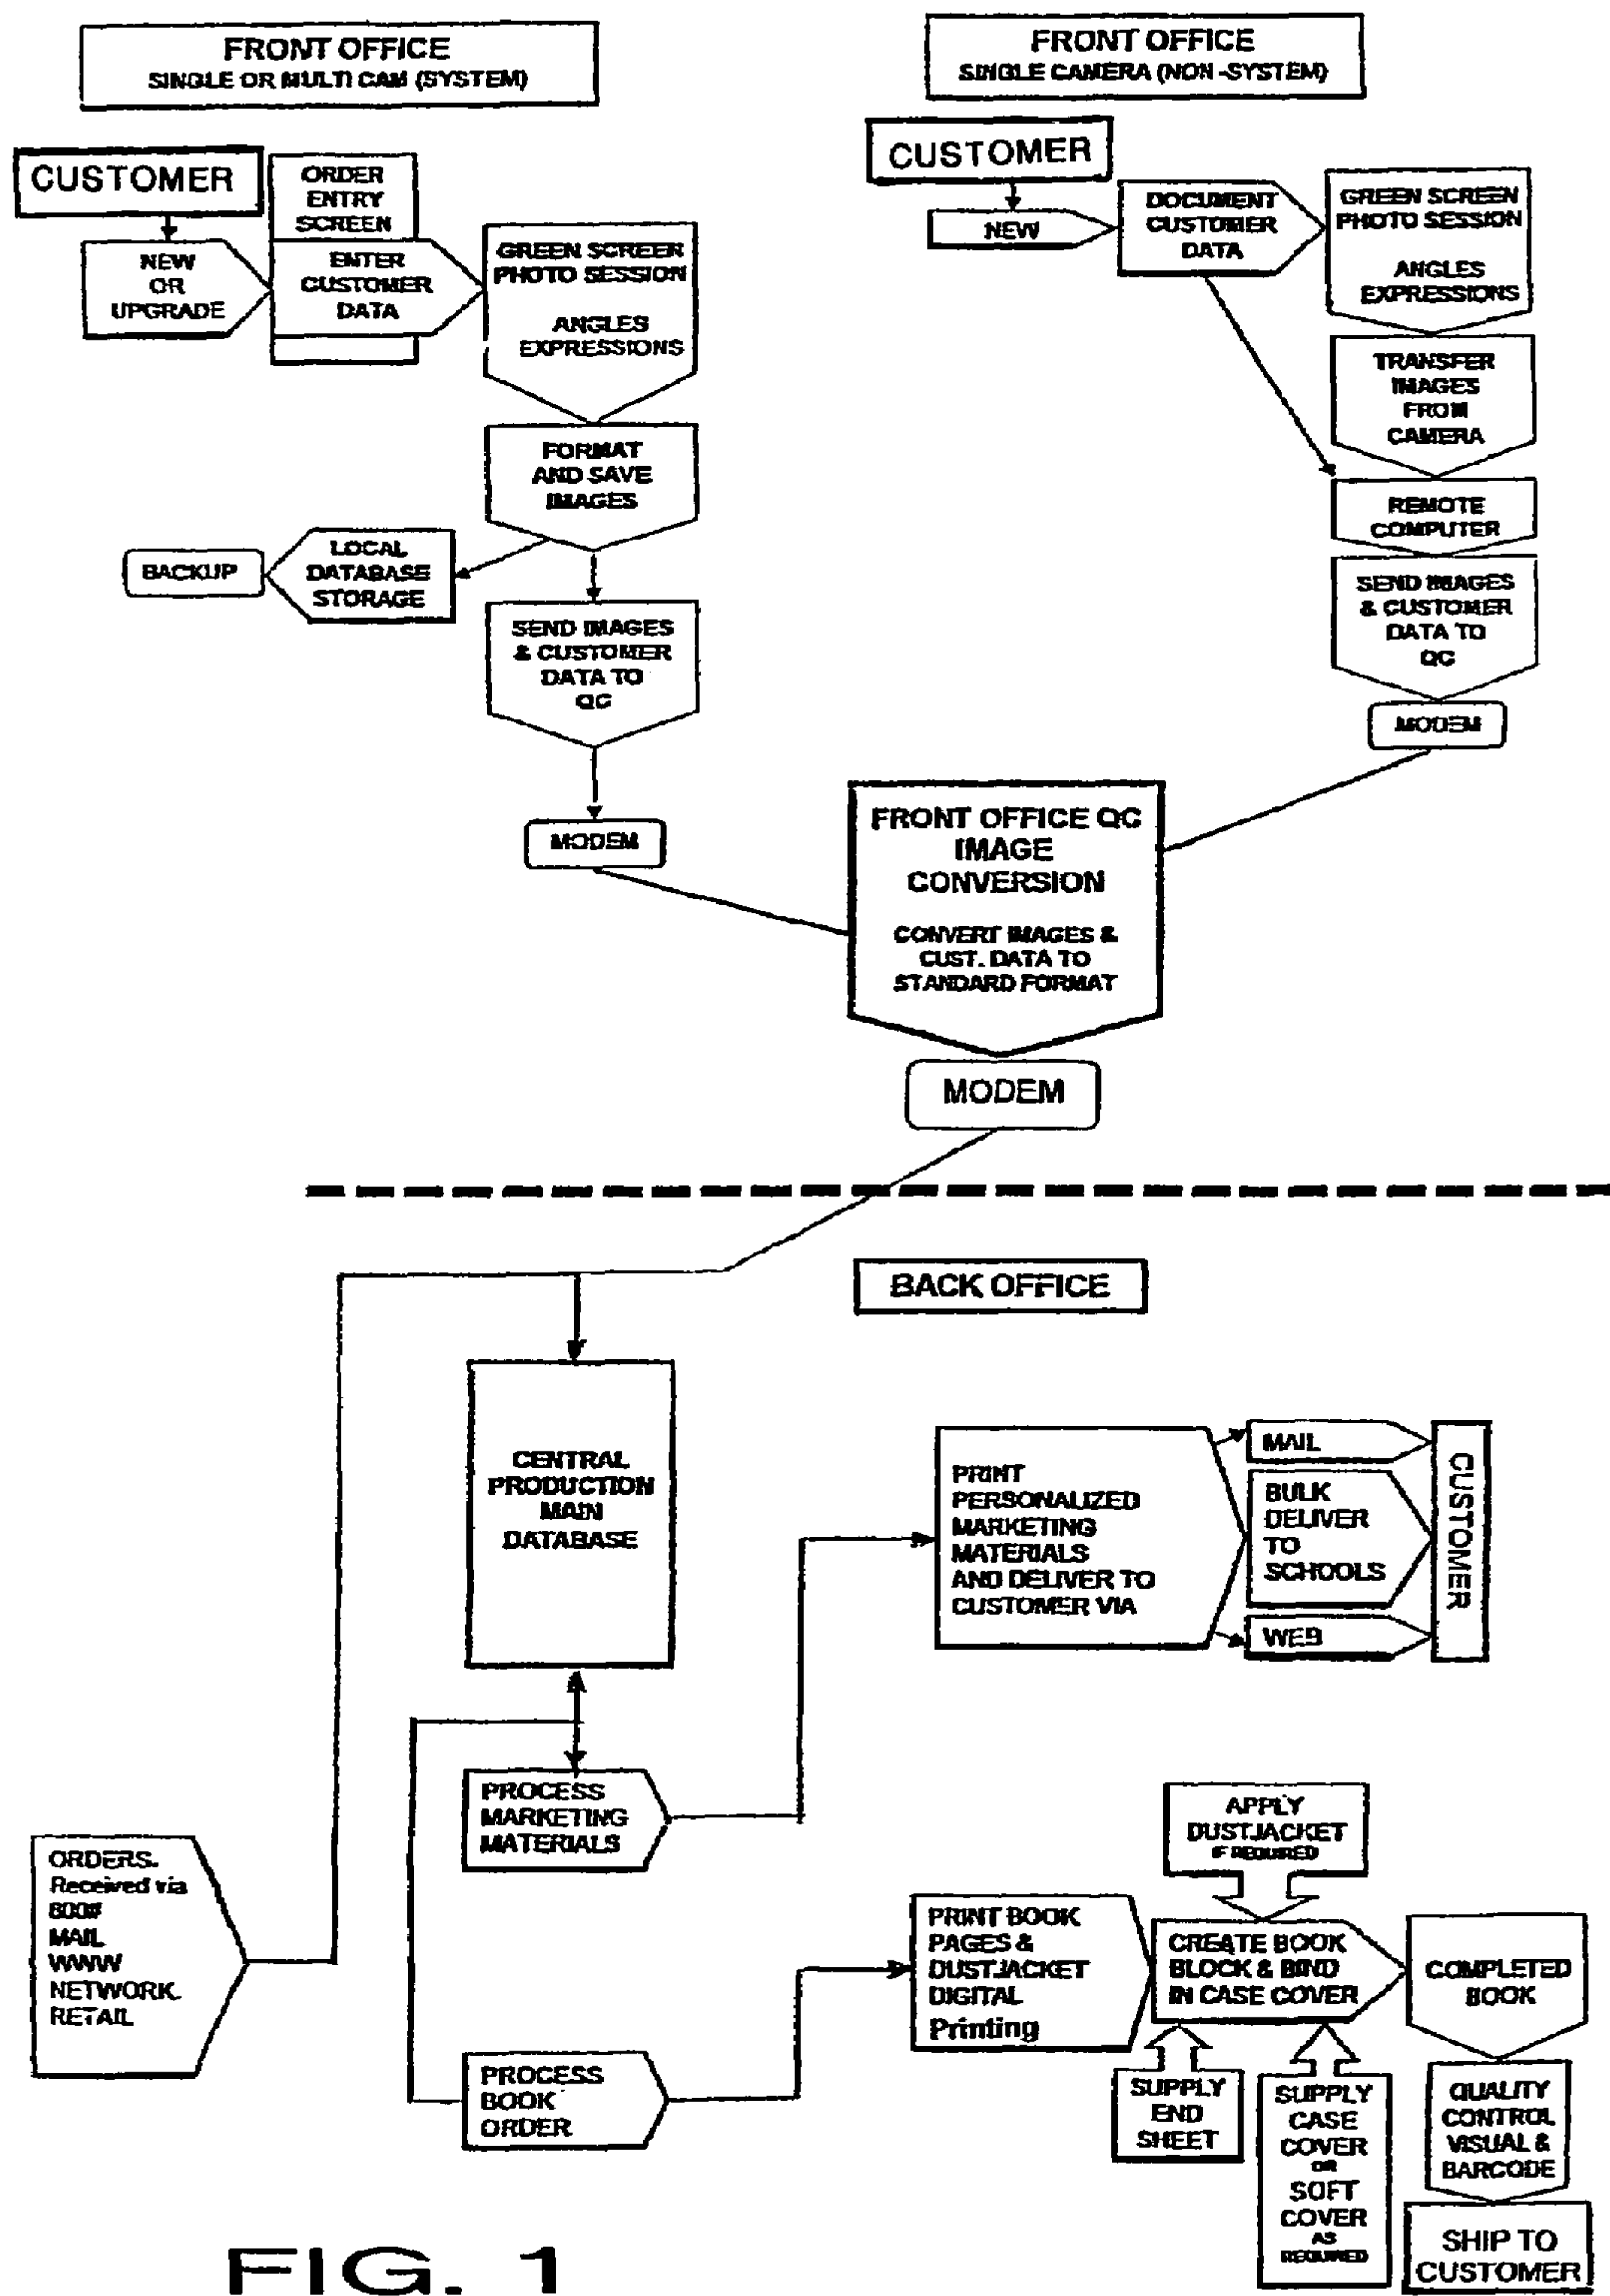 FRONT OFFICE
SINGLE OR MULTI CAM (SYSTEM)
CUSTOMER
ORDER
ENTRY
SCREEN
NEW
OR
UPGRADE
ENTER
CUSTOMER
DATA
GREEN SCREEN
PHOTO SESSION
ANGLES
EXPRESSIONS
FORMAT
AND SAVE
IMAGES
LOCAL
DATABASE
STORAGE
BACKUP
SEND IMAGES
& CUSTOMER
DATA TO
QC
MODEM
FRONT OFFICE
SINGLE CAMERA (NON-SYSTEM)
CUSTOMER
NEW
DOCUMENT
CUSTOMER
DATA
GREEN SCREEN
PHOTO SESSION
ANGLES
EXPRESSIONS
TRANSFER
IMAGES
FROM
CAMERA
REMOTE
COMPUTER
SEND IMAGES
& CUSTOMER
DATA TO
QC
MODEM
FRONT OFFICE QC
IMAGE
CONVERSION
CONVERT IMAGES &
CUST. DATA TO
STANDARD FORMAT
MODEM
BACK OFFICE
CENTRAL
PRODUCTION
MAIN
DATABASE
PRINT
PERSONALIZED
MARKETING
MATERIALS
AND DELIVER TO
CUSTOMER VIA
MAIL
BULK
DELIVER
TO
SCHOOLS
WEB
CUSTOMER
PROCESS
MARKETING
MATERIALS
ORDERS.
Received via
800#
MAIL
WWW
NETWORK.
RETAIL
PROCESS
BOOK
ORDER
PRINT BOOK
PAGES &
DUSTJACKET
DIGITAL
Printing
APPLY
DUSTJACKET
IF REQUIRED
CREATE BOOK
BLOCK & BIND
IN CASE COVER
SUPPLY
END
SHEET
SUPPLY
CASE
COVER
OR
SOFT
COVER
AS
REQUIRED
COMPLETED
BOOK
QUALITY
CONTROL
VISUAL &
BARCODE
SHIP TO
CUSTOMER
FIG. 1